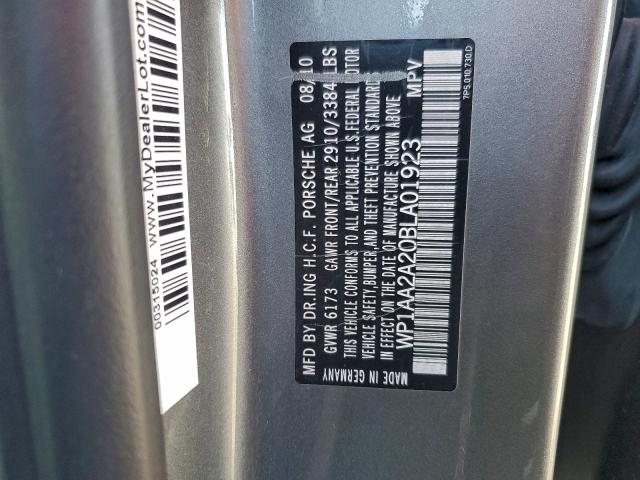 www.MyDealerLot.com
00315024
MFD BY DR.ING H.C.F. PORSCHE AG 08/10
GVWR 6173 GAWR FRONT/REAR 2910/3384 LBS
THIS VEHICLE CONFORMS TO ALL APPLICABLE U.S.FEDERAL MOTOR
VEHICLE SAFETY,BUMPER,AND THEFT PREVENTION STANDARDS
IN EFFECT ON THE DATE OF MANUFACTURE SHOWN ABOVE
WP1AA2A20BLA01923 MPV
MADE IN GERMANY
7P5.010.730.D